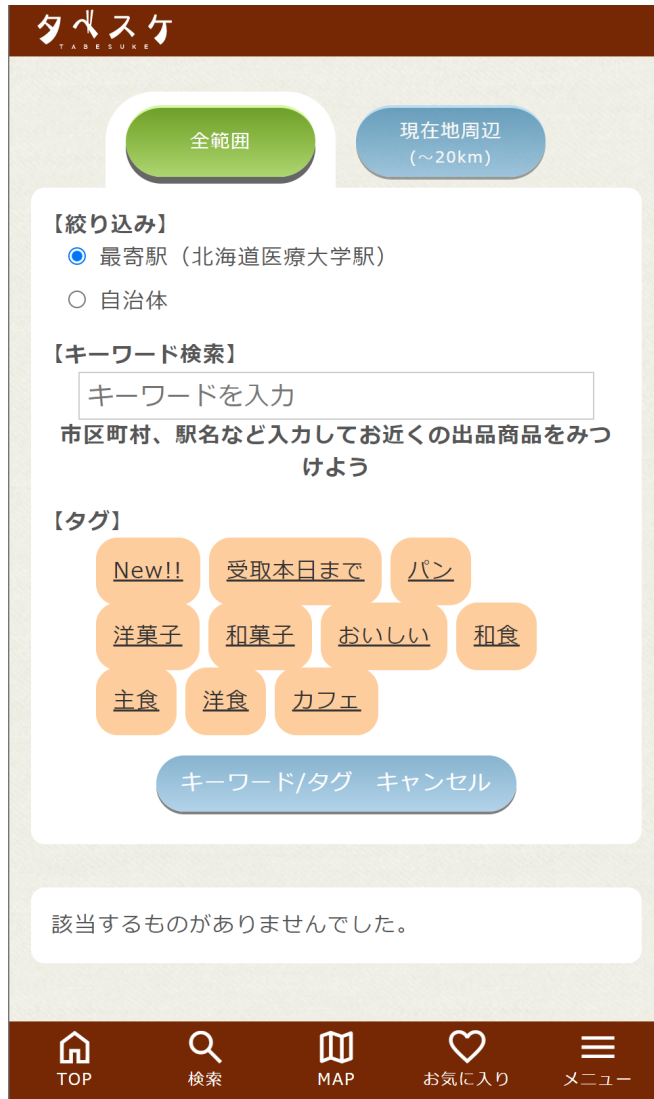 タベスケ
TABESUKE
全範囲
現在地周辺
(～20km)
【絞り込み】
最寄駅（北海道医療大学駅）
自治体
【キーワード検索】
キーワードを入力
市区町村、駅名など入力してお近くの出品商品をみつ
けよう
【タグ】
New!! 受取本日まで パン
洋菓子 和菓子 おいしい 和食
主食 洋食 カフェ
キーワード/タグ　キャンセル
該当するものがありませんでした。
TOP 検索 MAP お気に入り メニュー